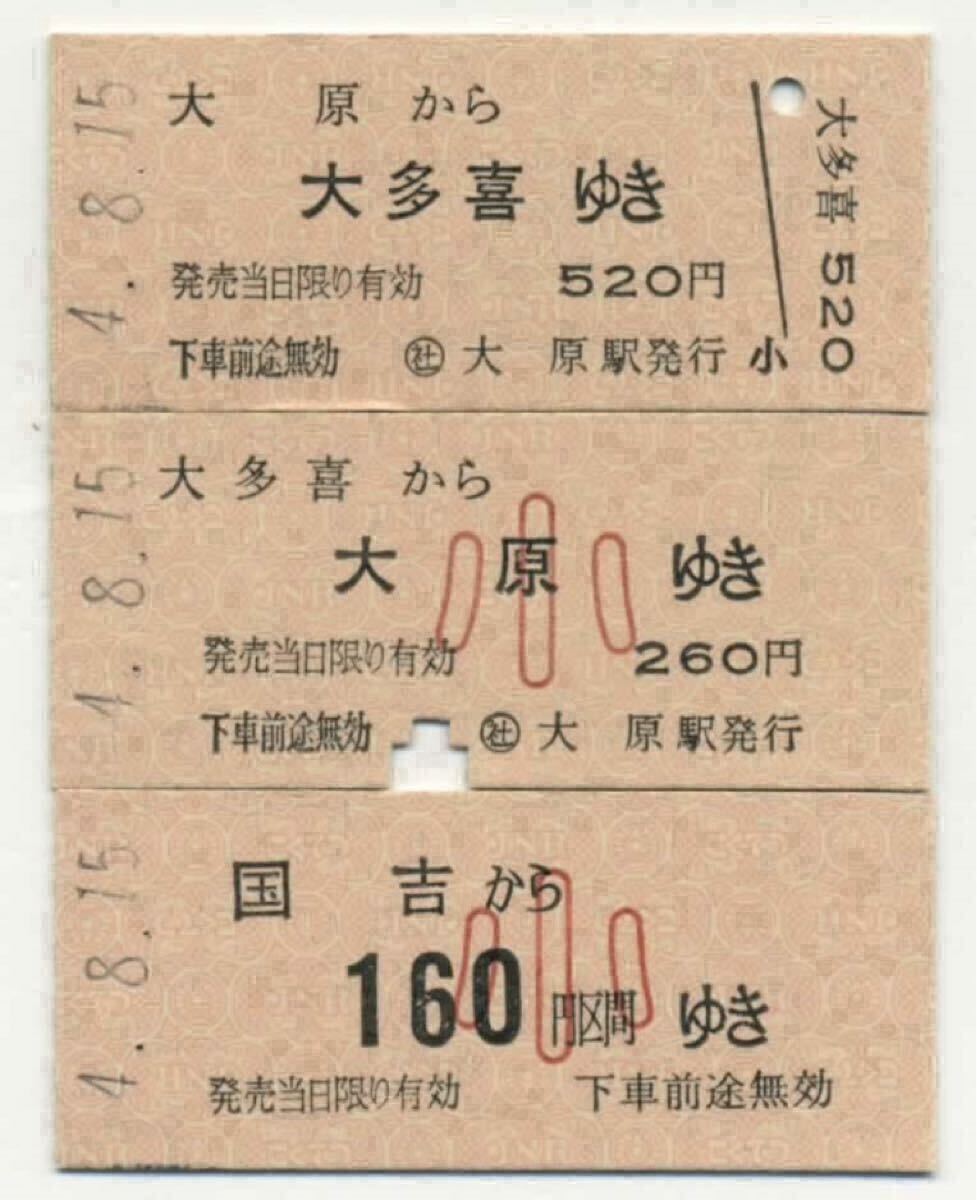 4.8.15
大 原 から
大多喜 ゆき
発売当日限り有効 520円
下車前途無効 ㊓大 原駅発行 小
大多喜 520
4.8.15
大多喜 から
大 原 ゆき
小
発売当日限り有効 260円
下車前途無効 ㊓大 原駅発行
4.8.15
国 吉 から
160円区間 ゆき
小
発売当日限り有効 下車前途無効